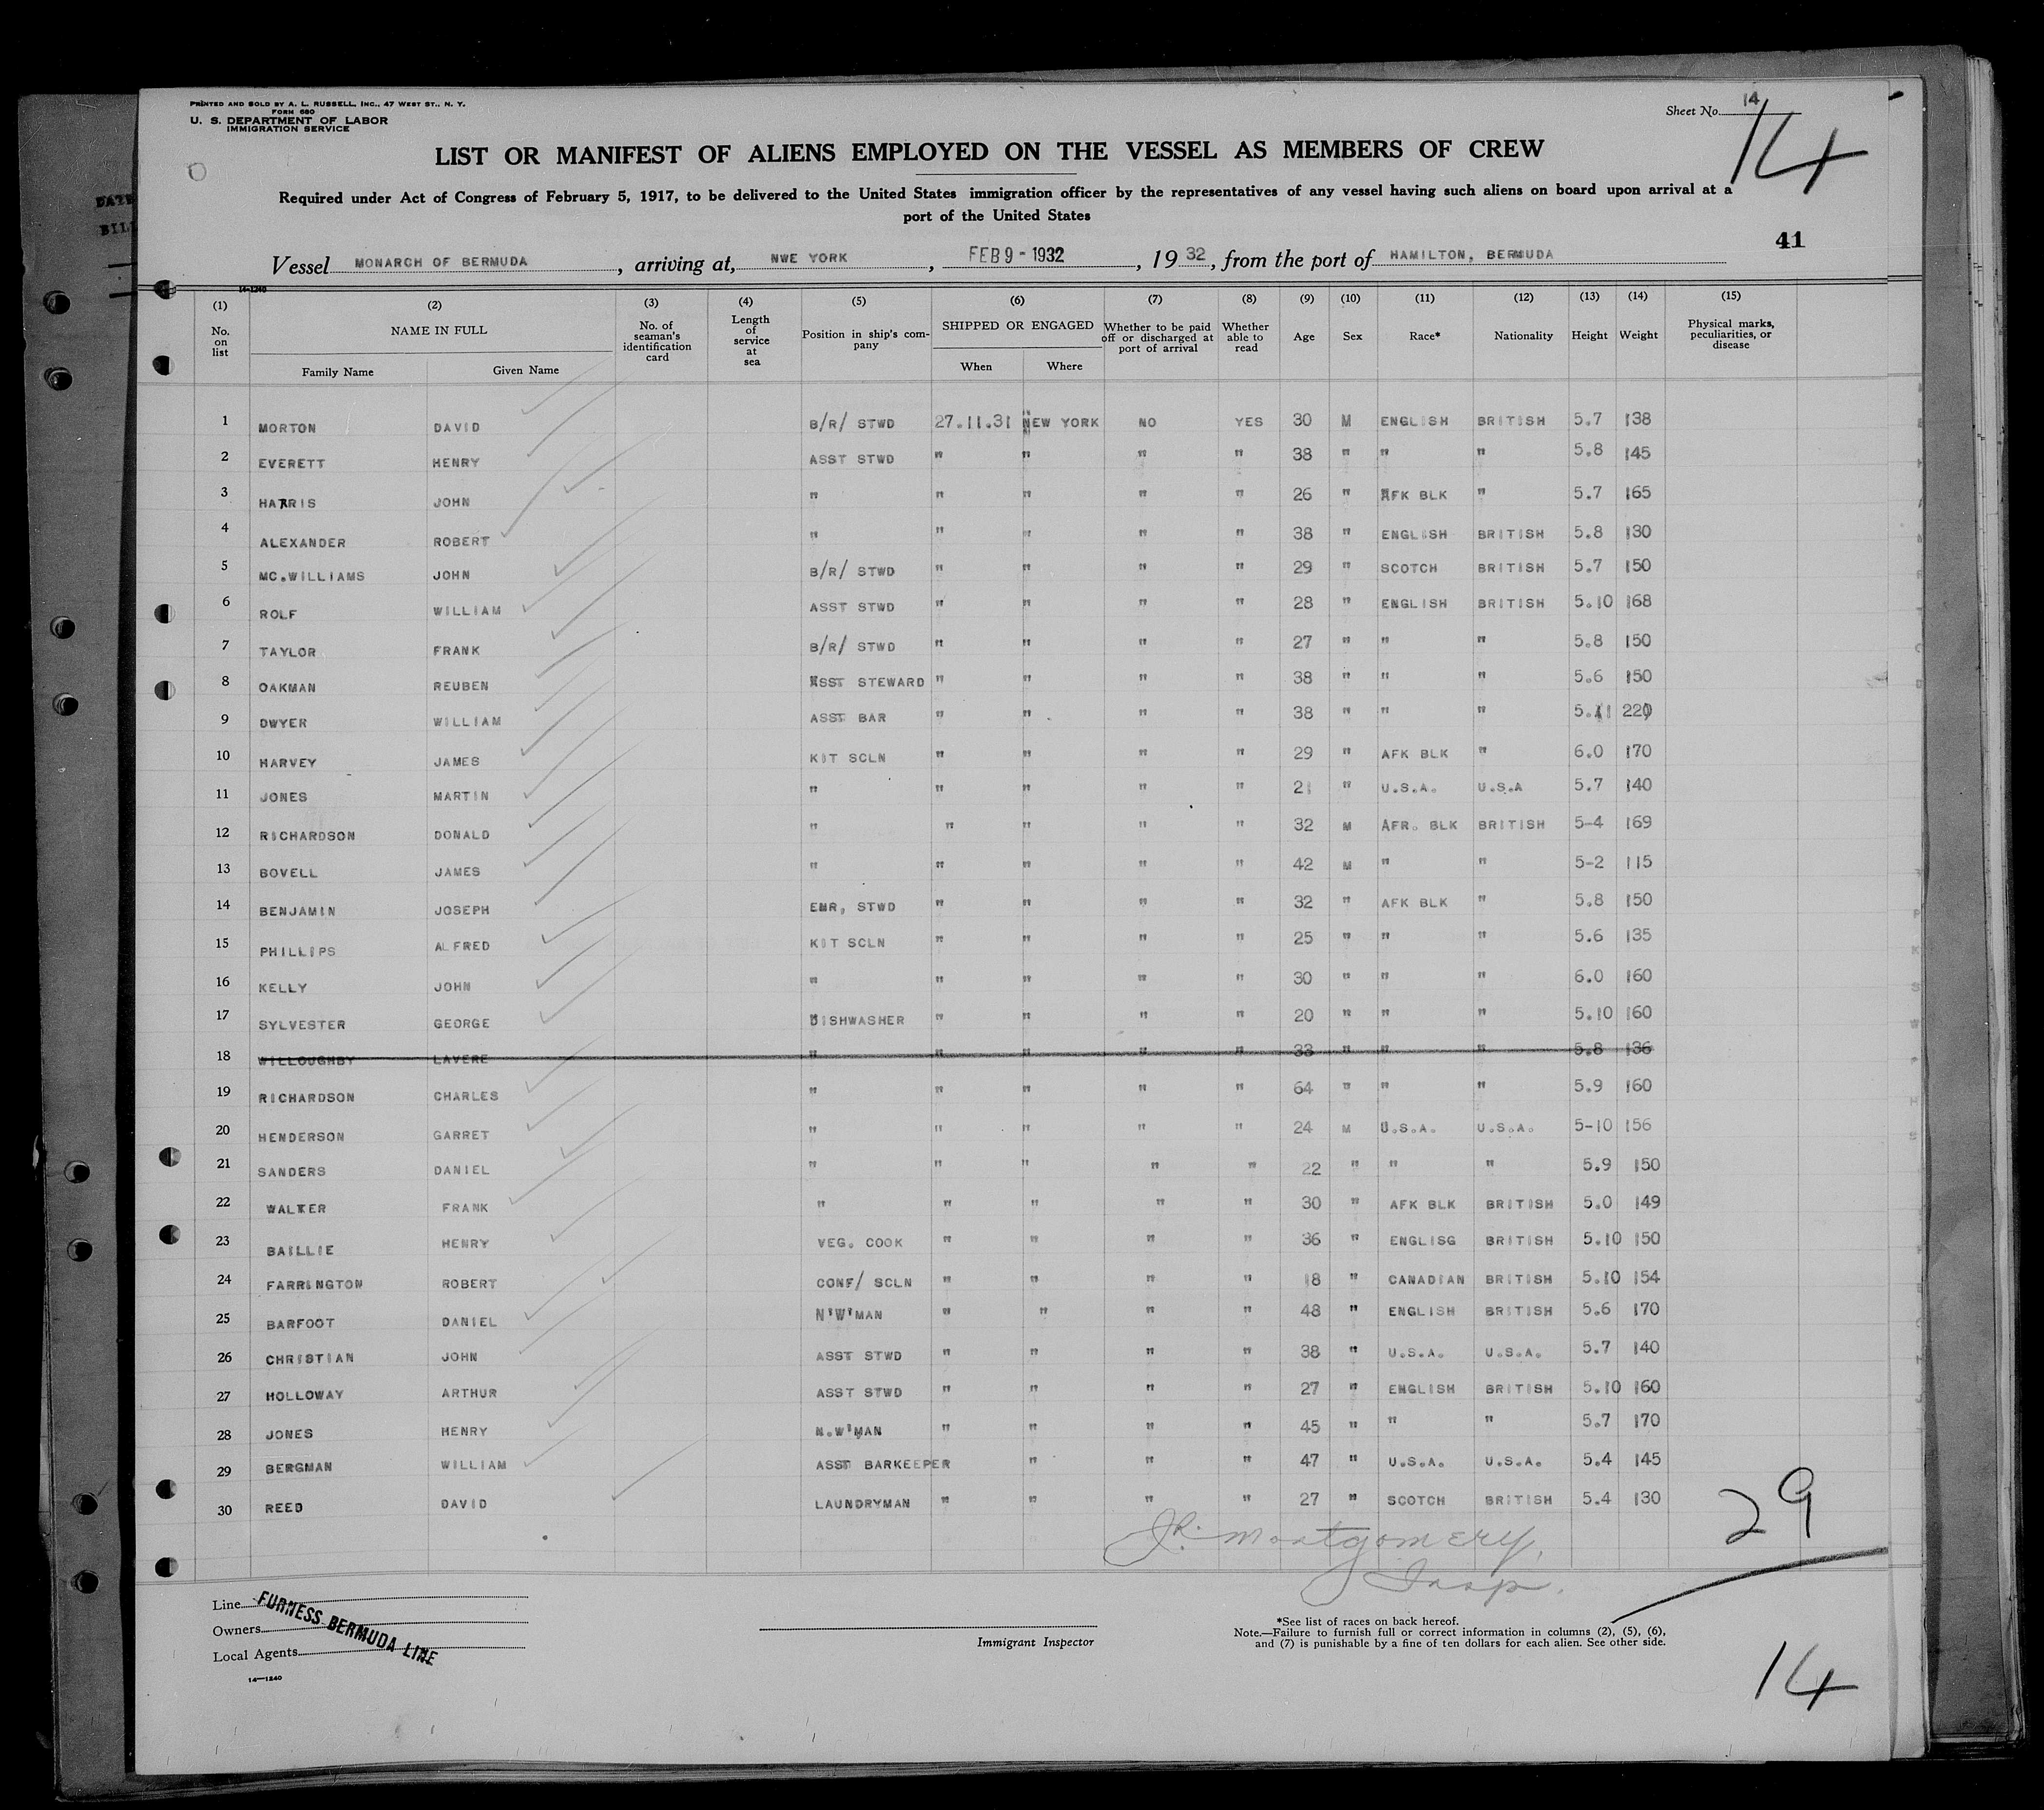 PRINTED AND SOLD BY A. L. RUSSELL, INC., 47 WEST ST., N. Y.
FORM 680
U. S. DEPARTMENT OF LABOR
IMMIGRATION SERVICE
Sheet No. 14
14
LIST OR MANIFEST OF ALIENS EMPLOYED ON THE VESSEL AS MEMBERS OF CREW
Required under Act of Congress of February 5, 1917, to be delivered to the United States immigration officer by the representatives of any vessel having such aliens on board upon arrival at a
port of the United States
41
Vessel MONARCH OF BERMUDA, arriving at, NWE YORK, FEB 9 - 1932, 1932, from the port of HAMILTON, BERMUDA
14-1240
(1) (2) (3) (4) (5) (6) (7) (8) (9) (10) (11) (12) (13) (14) (15)
No. on list NAME IN FULL No. of seaman's identification card Length of service at sea Position in ship's company SHIPPED OR ENGAGED Whether to be paid off or discharged at port of arrival Whether able to read Age Sex Race* Nationality Height Weight Physical marks, peculiarities, or disease
Family Name Given Name When Where
1 MORTON DAVID B/R/ STWD 27.11.31 NEW YORK NO YES 30 M ENGLISH BRITISH 5.7 138
2 EVERETT HENRY ASST STWD " " " " 38 " " " 5.8 145
3 HARRIS JOHN " " " " " 26 " AFK BLK " 5.7 165
4 ALEXANDER ROBERT " " " " " 38 " ENGLISH BRITISH 5.8 130
5 MC.WILLIAMS JOHN B/R/ STWD " " " " 29 " SCOTCH BRITISH 5.7 150
6 ROLF WILLIAM ASST STWD " " " " 28 " ENGLISH BRITISH 5.10 168
7 TAYLOR FRANK B/R/ STWD " " " " 27 " " " 5.8 150
8 OAKMAN REUBEN ASST STEWARD " " " " 38 " " " 5.6 150
9 DWYER WILLIAM ASST BAR " " " " 38 " " " 5.11 220
10 HARVEY JAMES KIT SCLN " " " " 29 " AFK BLK " 6.0 170
11 JONES MARTIN " " " " " 21 " U.S.A. U.S.A 5.7 140
12 RICHARDSON DONALD " " " " " 32 M AFR. BLK BRITISH 5-4 169
13 BOVELL JAMES " " " " " 42 M " " 5-2 115
14 BENJAMIN JOSEPH EMR, STWD " " " " 32 " AFK BLK " 5.8 150
15 PHILLIPS ALFRED KIT SCLN " " " " 25 " " " 5.6 135
16 KELLY JOHN " " " " " 30 " " " 6.0 160
17 SYLVESTER GEORGE DISHWASHER " " " " 20 " " " 5.10 160
18 WILLOUGHBY LAVERE " " " " " 33 " " " 5.8 136
19 RICHARDSON CHARLES " " " " " 64 " " " 5.9 160
20 HENDERSON GARRET " " " " " 24 M U.S.A. U.S.A. 5-10 156
21 SANDERS DANIEL " " " " " 22 " " " 5.9 150
22 WALKER FRANK " " " " " 30 " AFK BLK BRITISH 5.0 149
23 BAILLIE HENRY VEG. COOK " " " " 36 " ENGLISG BRITISH 5.10 150
24 FARRINGTON ROBERT CONF/ SCLN " " " " 18 " CANADIAN BRITISH 5.10 154
25 BARFOOT DANIEL N'W'MAN " " " " 48 " ENGLISH BRITISH 5.6 170
26 CHRISTIAN JOHN ASST STWD " " " " 38 " U.S.A. U.S.A. 5.7 140
27 HOLLOWAY ARTHUR ASST STWD " " " " 27 " ENGLISH BRITISH 5.10 160
28 JONES HENRY N.W'MAN " " " " 45 " " " 5.7 170
29 BERGMAN WILLIAM ASST BARKEEPER " " " 47 " U.S.A. U.S.A. 5.4 145
30 REED DAVID LAUNDRYMAN " " " " 27 " SCOTCH BRITISH 5.4 130
29
Jr. Montgomery,
Insp.
Line
Owners
Local Agents
FURNESS BERMUDA LINE
Immigrant Inspector
*See list of races on back hereof.
Note.—Failure to furnish full or correct information in columns (2), (5), (6),
and (7) is punishable by a fine of ten dollars for each alien. See other side.
14—1240
14